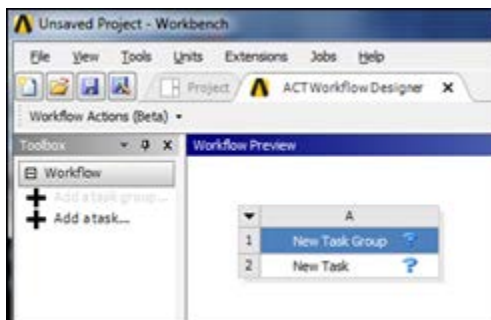 Unsaved Project - Workbench
File View Tools Units Extensions Jobs Help
Project ACT Workflow Designer X
Workflow Actions (Beta)
Toolbox
Workflow Preview
Workflow
Add a task group...
Add a task...
A
1 New Task Group ?
2 New Task ?